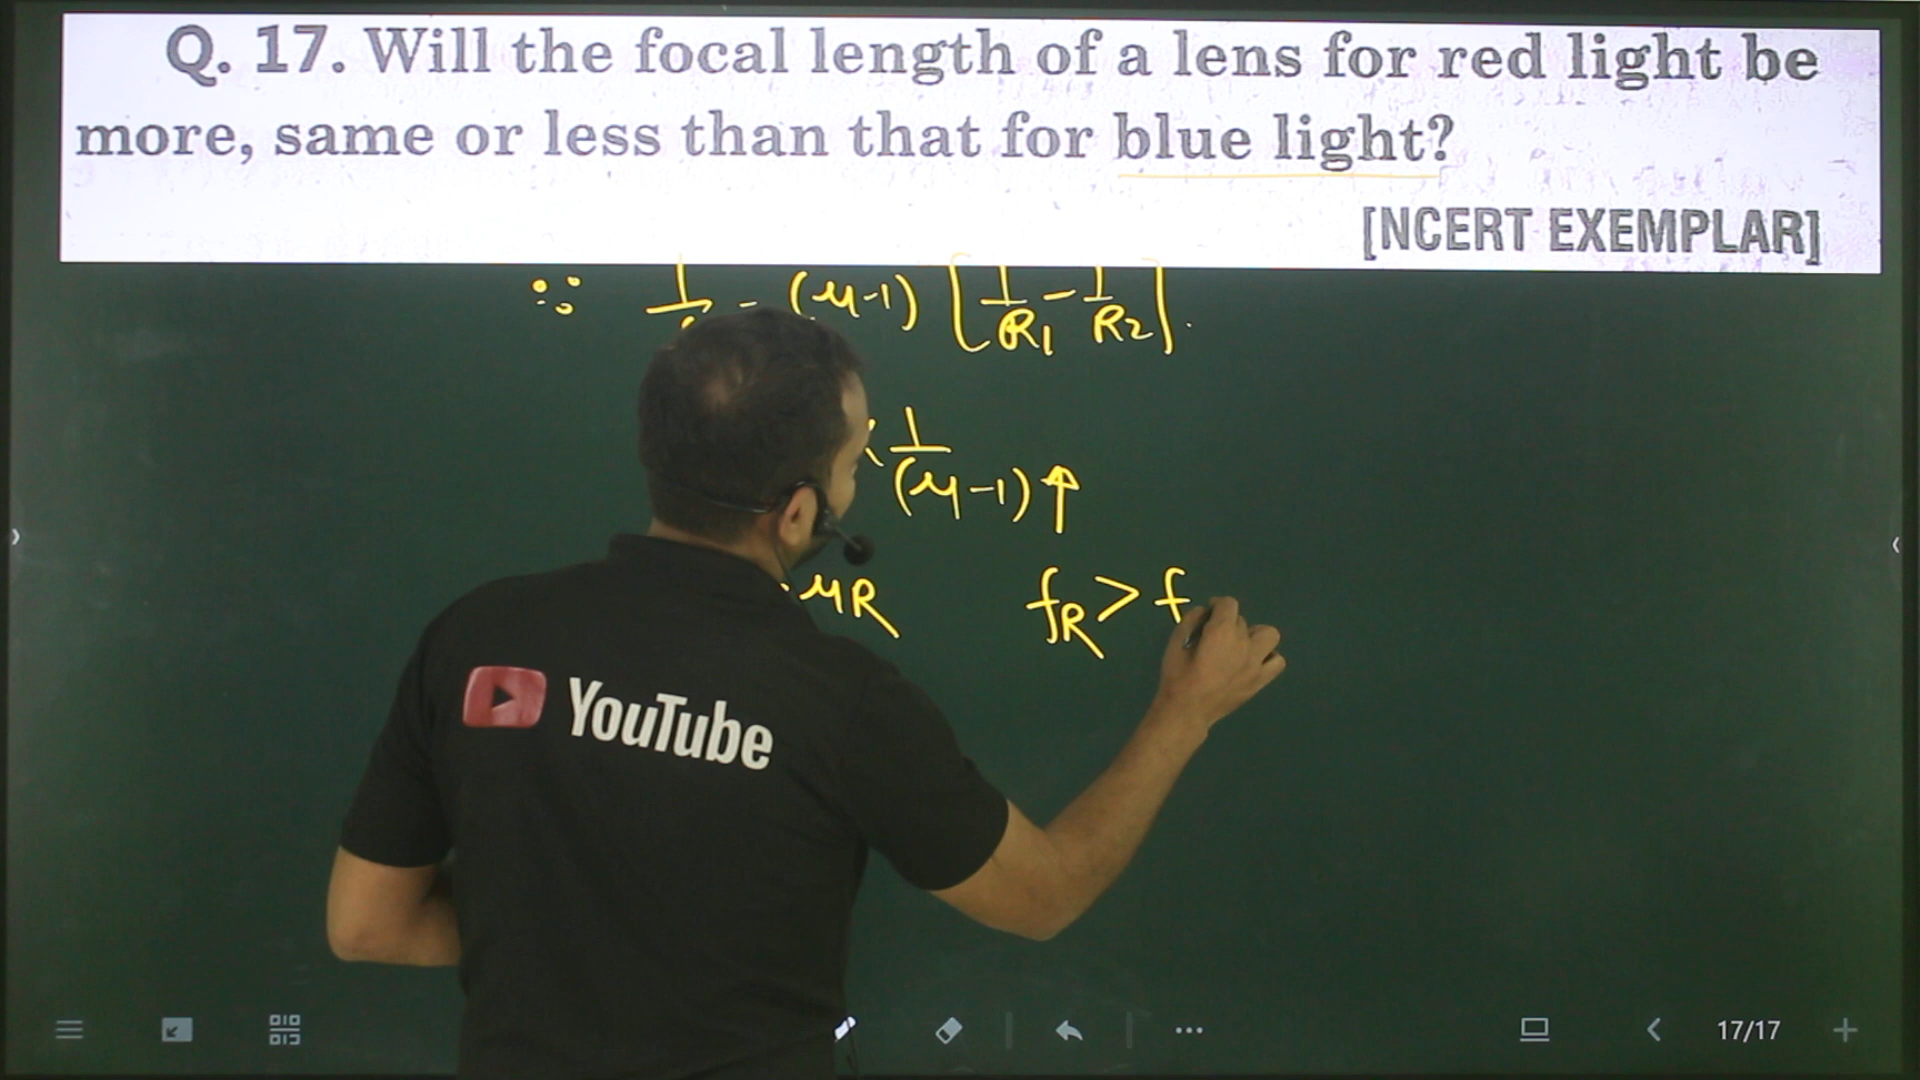 Q. 17. Will the focal length of a lens for red light be
more, same or less than that for blue light?
[NCERT EXEMPLAR]
∵ 1/ - (μ-1) [1/R1 - 1/R2].
1/(μ-1) ↑
μR fR > f
YouTube
17/17